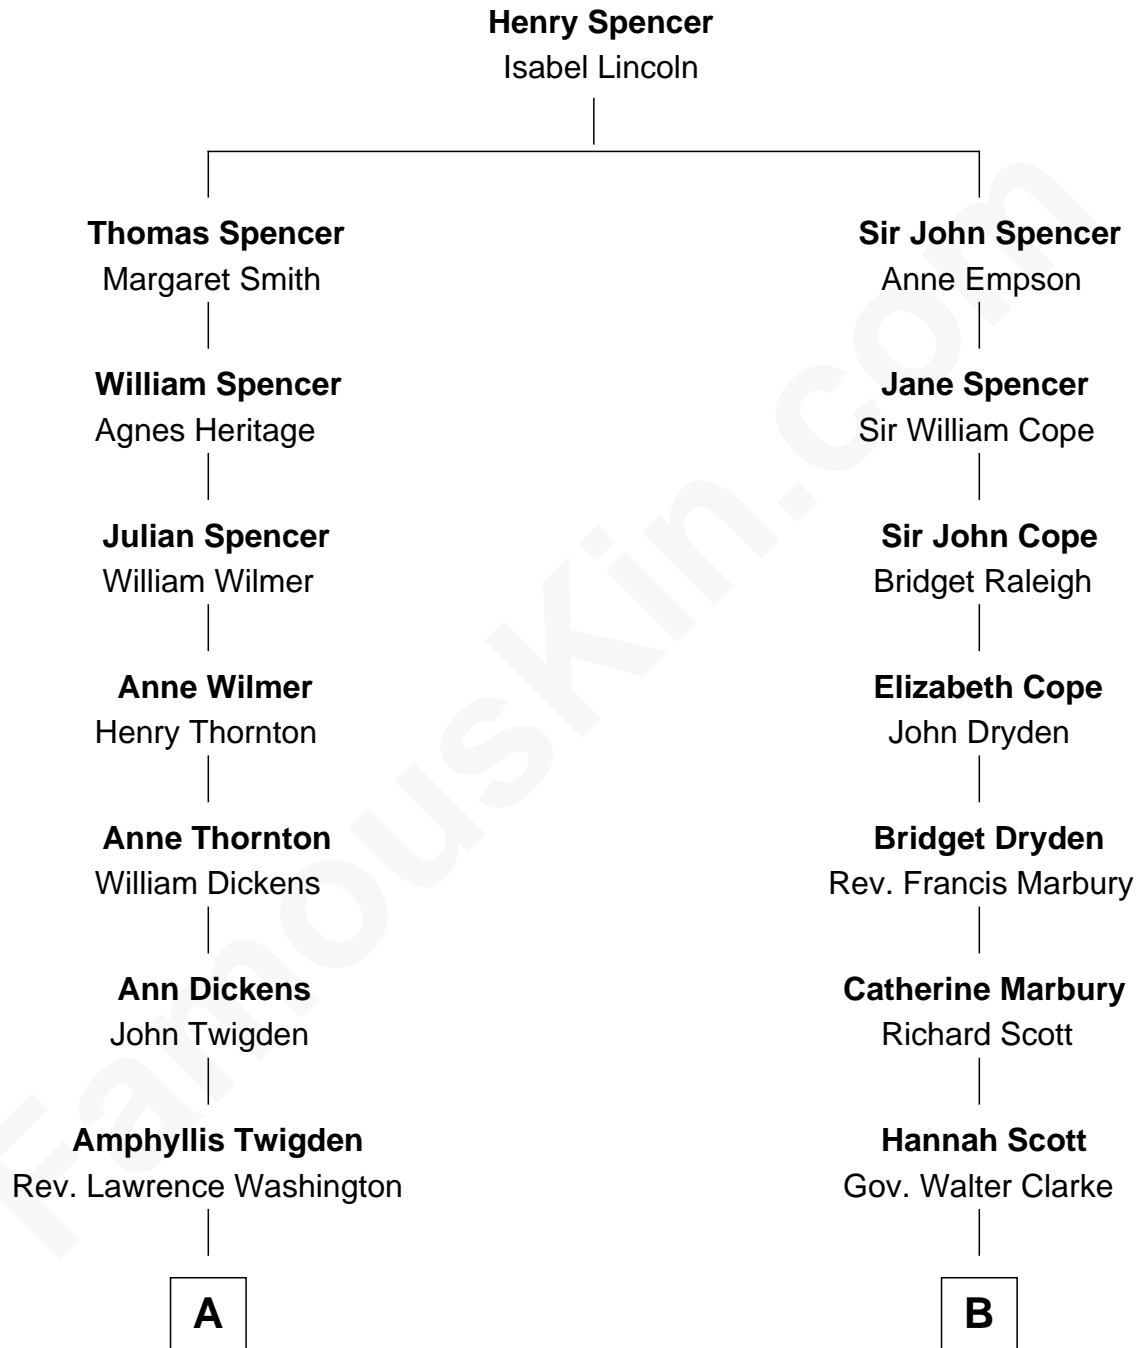 Henry Spencer
Isabel Lincoln
Thomas Spencer
Margaret Smith
William Spencer
Agnes Heritage
Julian Spencer
William Wilmer
Anne Wilmer
Henry Thornton
Anne Thornton
William Dickens
Ann Dickens
John Twigden
Amphyllis Twigden
Rev. Lawrence Washington
A
Sir John Spencer
Anne Empson
Jane Spencer
Sir William Cope
Sir John Cope
Bridget Raleigh
Elizabeth Cope
John Dryden
Bridget Dryden
Rev. Francis Marbury
Catherine Marbury
Richard Scott
Hannah Scott
Gov. Walter Clarke
B
FamousKin.com